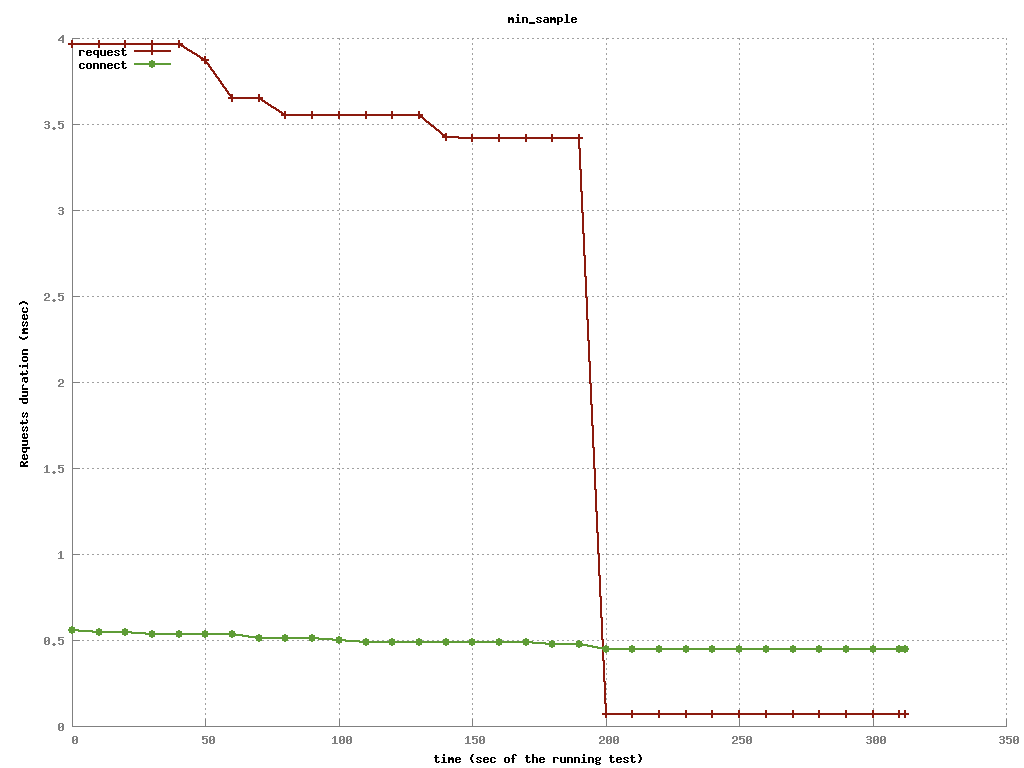 min_sample
4
request
connect
3.5
3
2.5
Requests duration (msec)
2
1.5
1
0.5
0
0 50 100 150 200 250 300 350
time (sec of the running test)